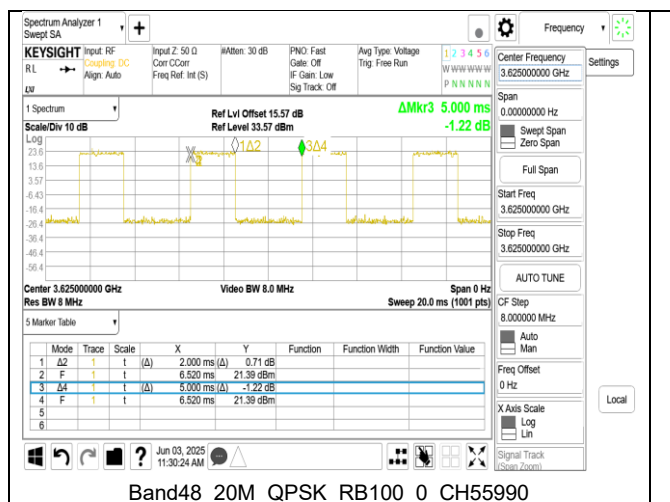 Spectrum Analyzer 1
Swept SA
Frequency
KEYSIGHT Input: RF
RL
Coupling: DC
Align: Auto
Input Z: 50 Ω
Corr CCorr
Freq Ref: Int (S)
#Atten: 30 dB
PNO: Fast
Gate: Off
IF Gain: Low
Sig Track: Off
Avg Type: Voltage
Trig: Free Run
1 2 3 4 5 6
W W W W W W
P N N N N N
LXI
1 Spectrum
Scale/Div 10 dB
Ref Lvl Offset 15.57 dB
Ref Level 33.57 dBm
ΔMkr3 5.000 ms
-1.22 dB
Log
23.6
13.6
3.57
-6.43
-16.4
-26.4
-36.4
-46.4
-56.4
1Δ2
3Δ4
Center 3.625000000 GHz
Res BW 8 MHz
Video BW 8.0 MHz
Span 0 Hz
Sweep 20.0 ms (1001 pts)
5 Marker Table
Mode Trace Scale X Y Function Function Width Function Value
1 Δ2 1 t (Δ) 2.000 ms (Δ) 0.71 dB
2 F 1 t 6.520 ms 21.39 dBm
3 Δ4 1 t (Δ) 5.000 ms (Δ) -1.22 dB
4 F 1 t 6.520 ms 21.39 dBm
5
6
Jun 03, 2025
11:30:24 AM
Center Frequency
3.625000000 GHz
Settings
Span
0.00000000 Hz
Swept Span
Zero Span
Full Span
Start Freq
3.625000000 GHz
Stop Freq
3.625000000 GHz
AUTO TUNE
CF Step
8.000000 MHz
Auto
Man
Freq Offset
0 Hz
X Axis Scale
Log
Lin
Local
Signal Track
(Span Zoom)
Band48_20M_QPSK_RB100_0_CH55990